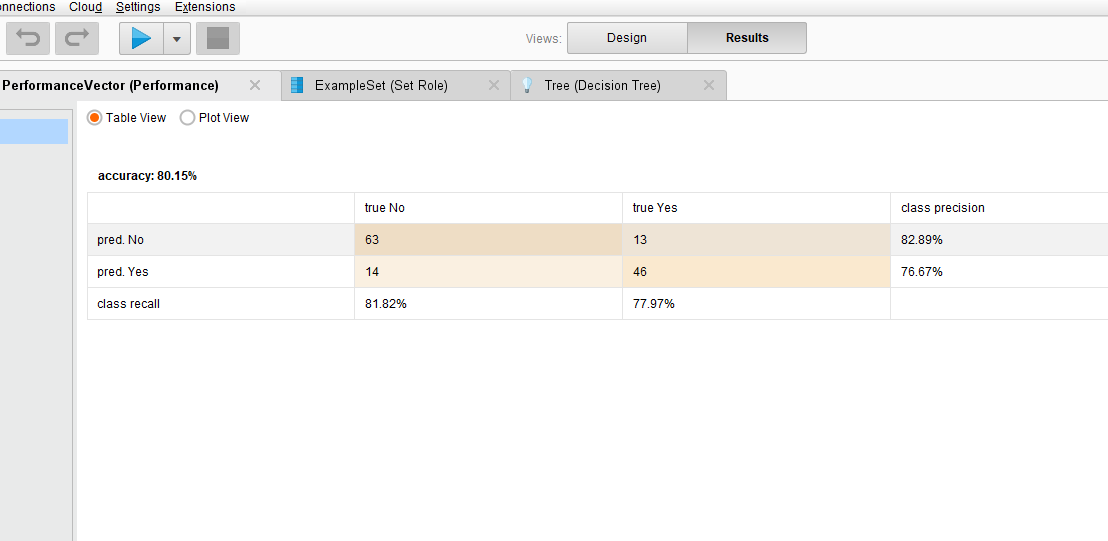 onnections Cloud Settings Extensions
Views: Design Results
PerformanceVector (Performance) ExampleSet (Set Role) Tree (Decision Tree)
Table View Plot View
accuracy: 80.15%
true No true Yes class precision
pred. No 63 13 82.89%
pred. Yes 14 46 76.67%
class recall 81.82% 77.97%